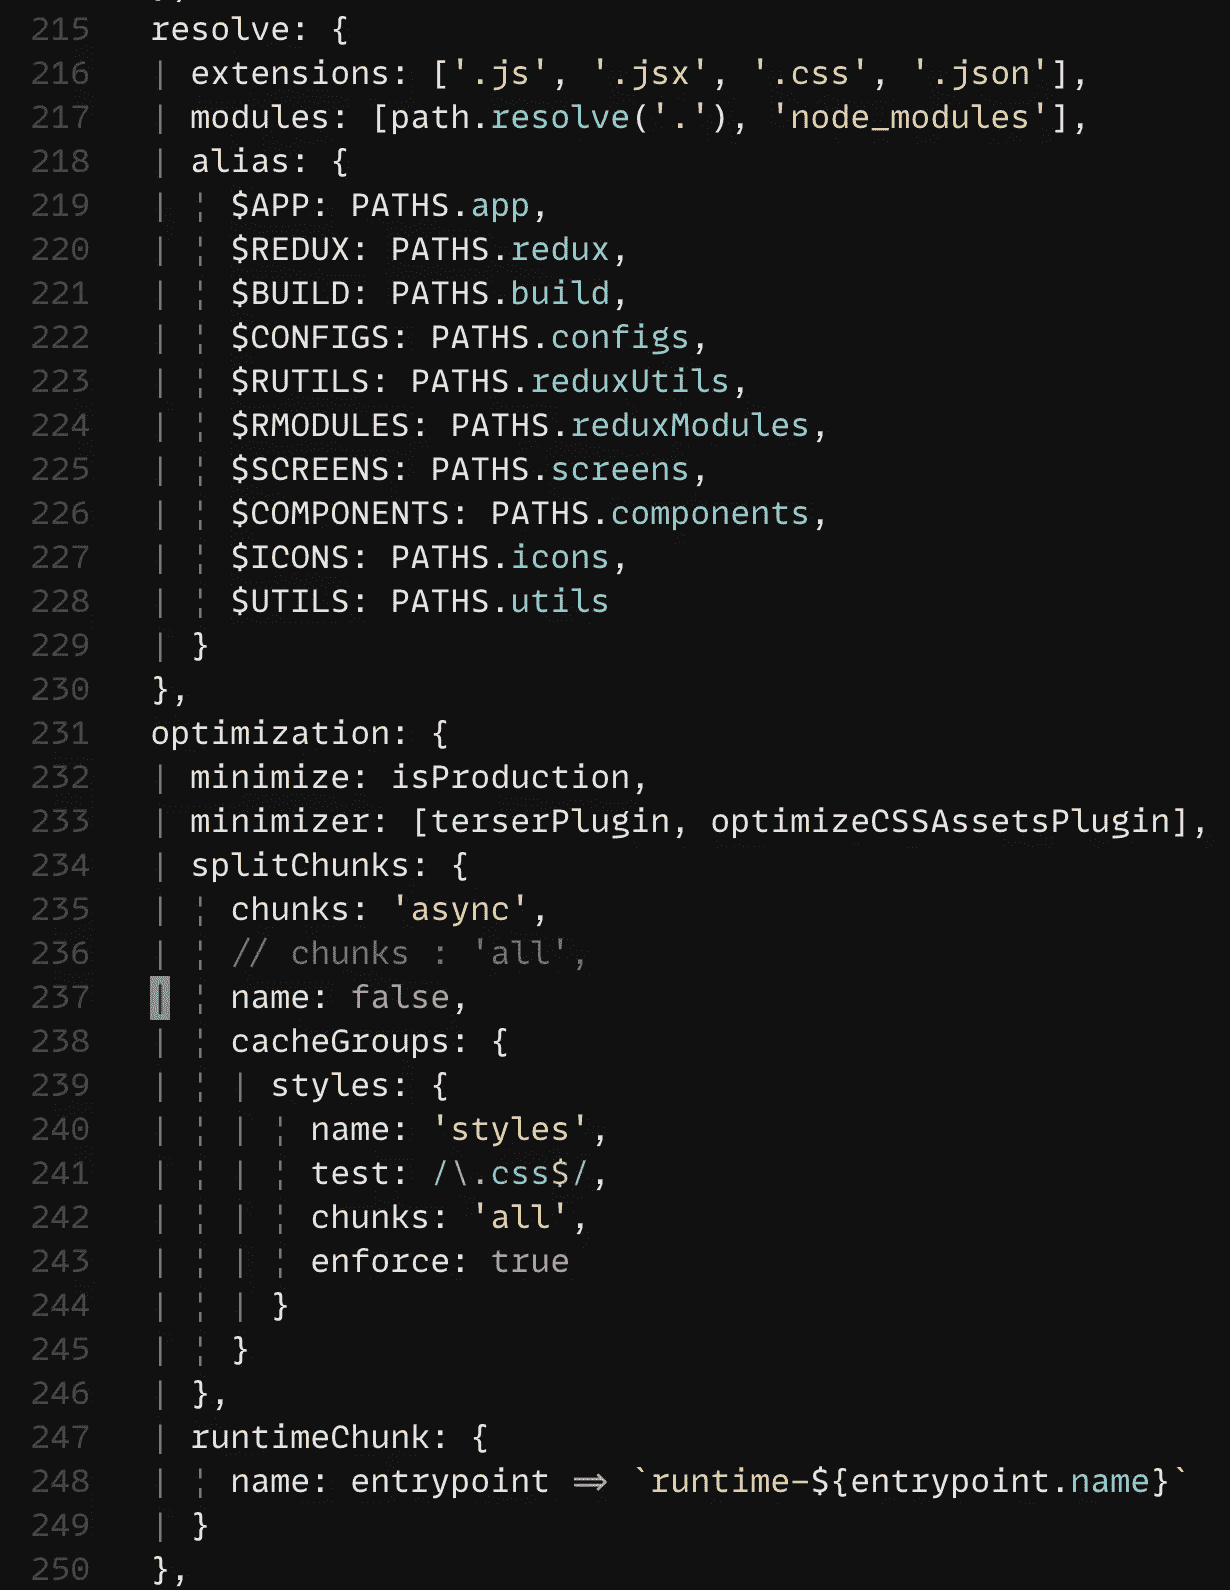 215 resolve: {
216 extensions: ['.js', '.jsx', '.css', '.json'],
217 modules: [path.resolve('.'), 'node_modules'],
218 alias: {
219 $APP: PATHS.app,
220 $REDUX: PATHS.redux,
221 $BUILD: PATHS.build,
222 $CONFIGS: PATHS.configs,
223 $RUTILS: PATHS.reduxUtils,
224 $RMODULES: PATHS.reduxModules,
225 $SCREENS: PATHS.screens,
226 $COMPONENTS: PATHS.components,
227 $ICONS: PATHS.icons,
228 $UTILS: PATHS.utils
229 }
230 },
231 optimization: {
232 minimize: isProduction,
233 minimizer: [terserPlugin, optimizeCSSAssetsPlugin],
234 splitChunks: {
235 chunks: 'async',
236 // chunks : 'all',
237 name: false,
238 cacheGroups: {
239 styles: {
240 name: 'styles',
241 test: /\.css$/,
242 chunks: 'all',
243 enforce: true
244 }
245 }
246 },
247 runtimeChunk: {
248 name: entrypoint ⇒ `runtime-${entrypoint.name}`
249 }
250 },